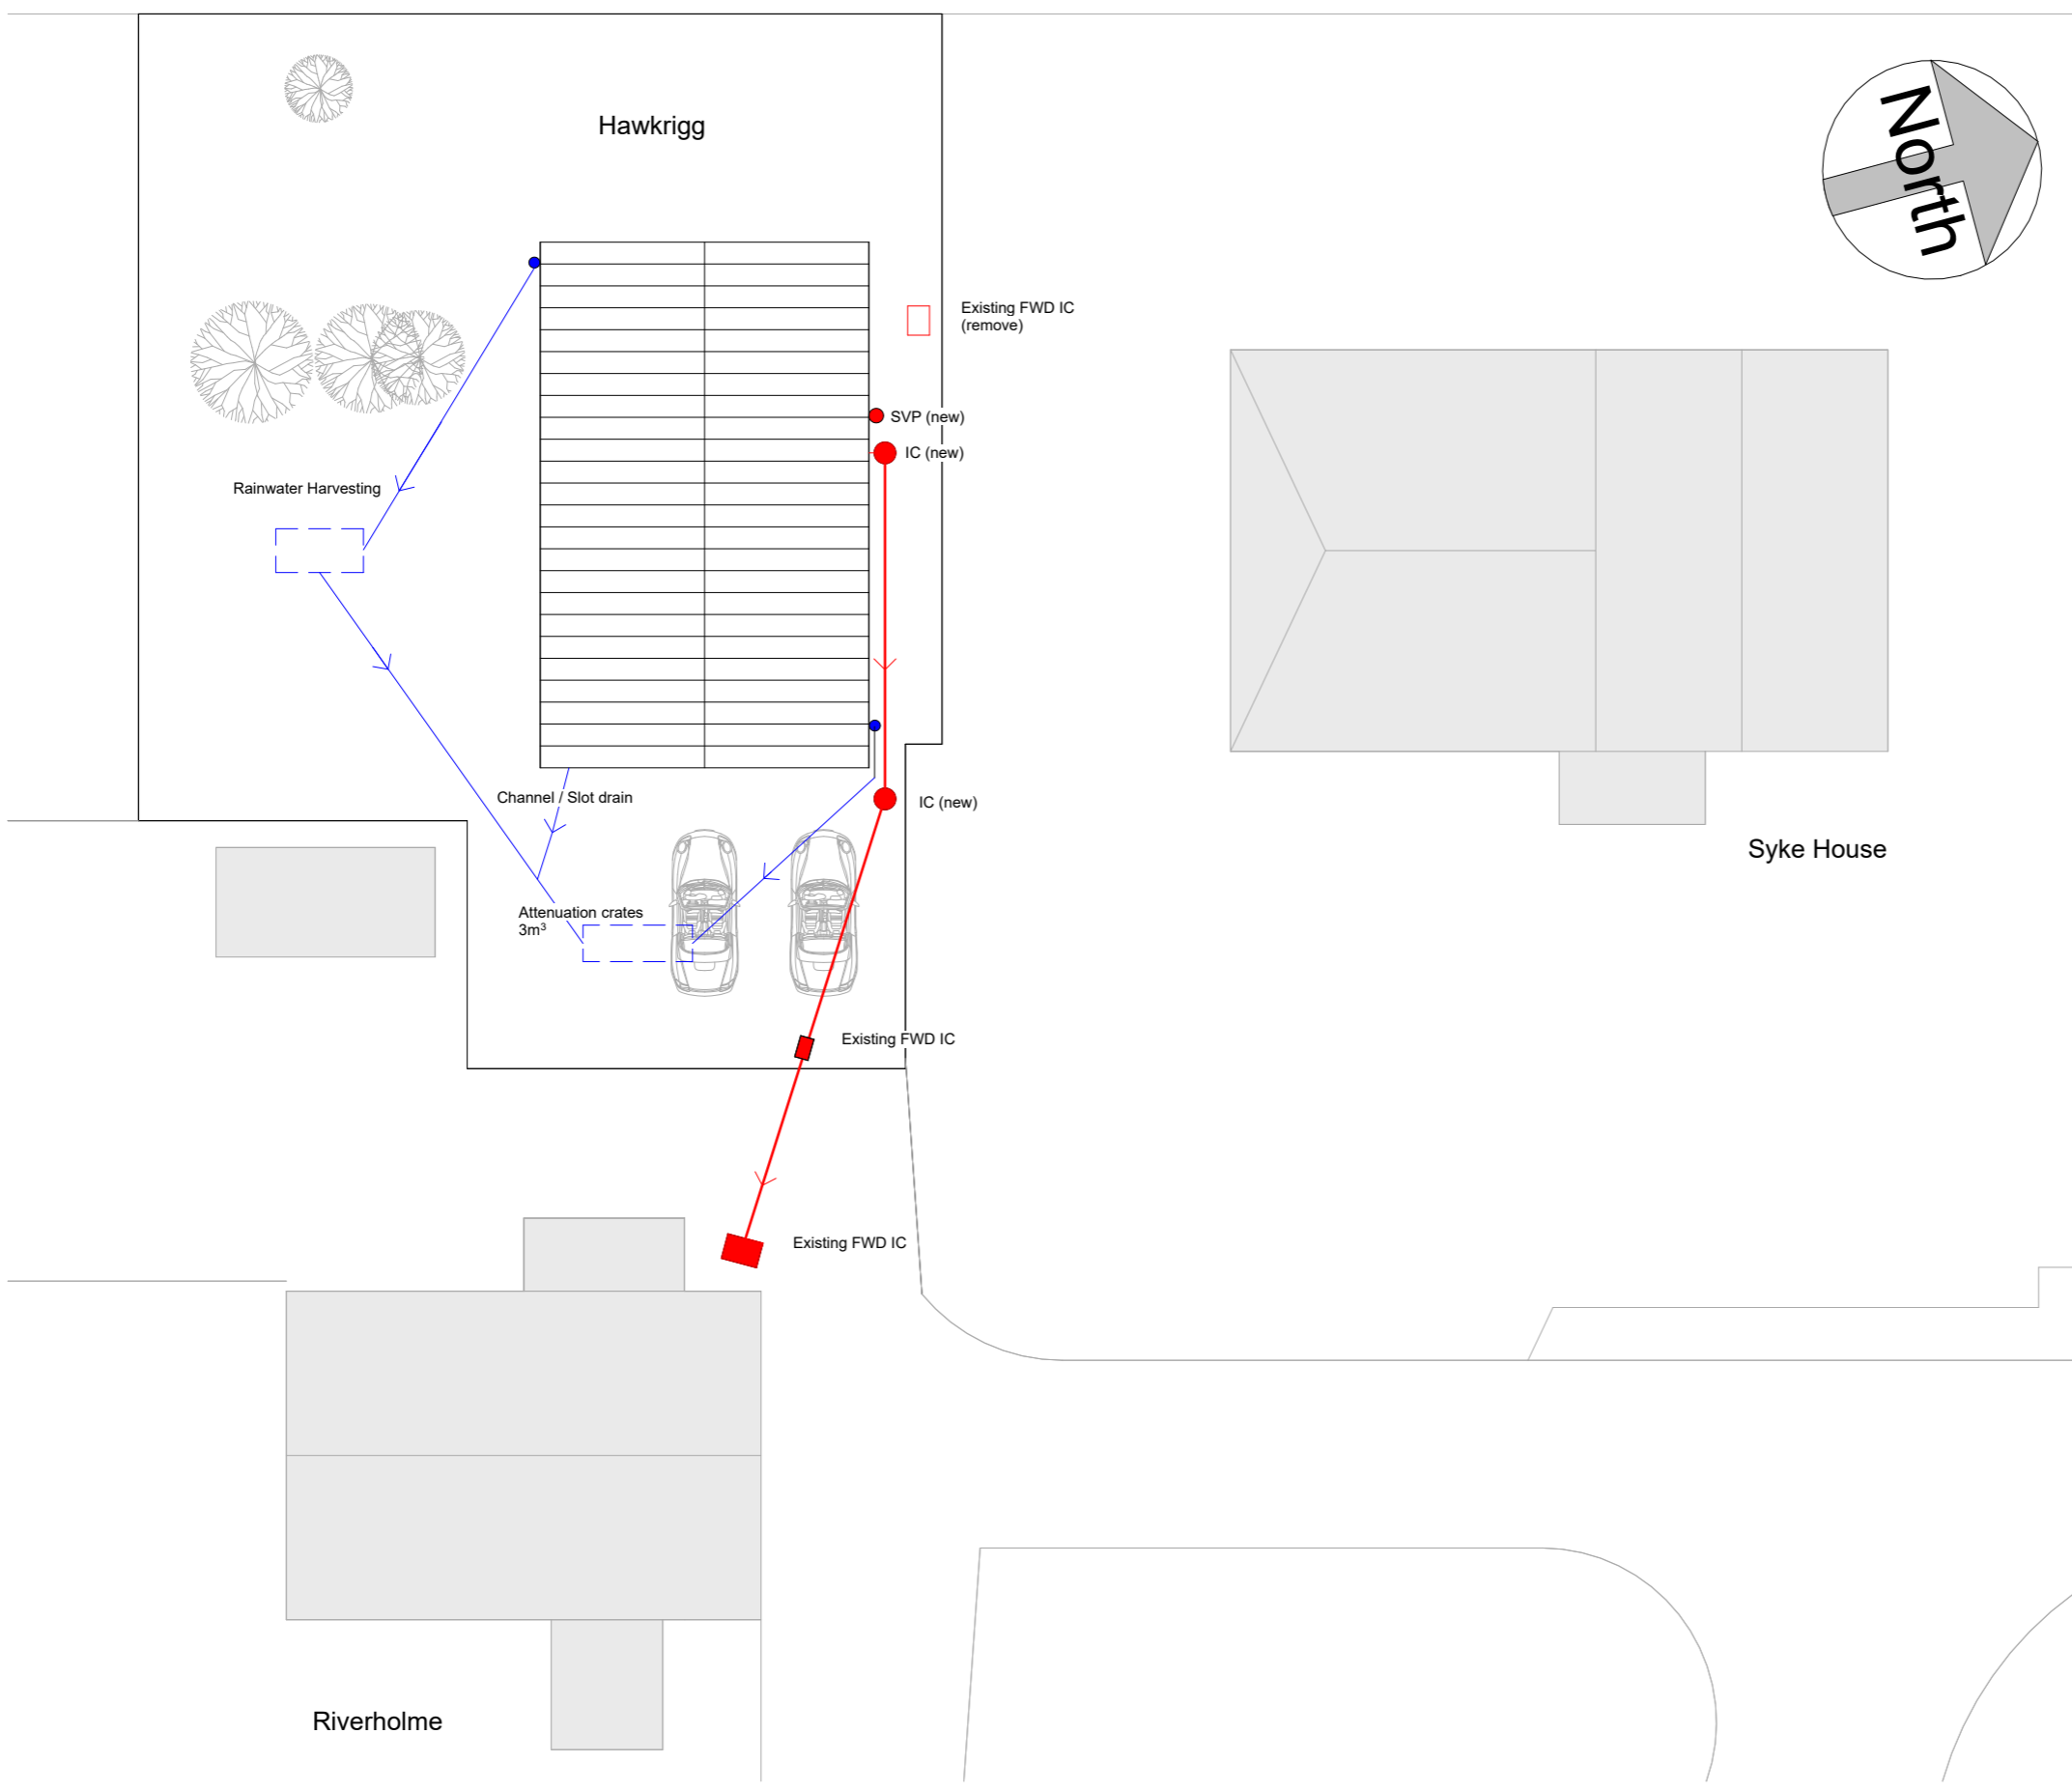 Hawkrigg
North
Existing FWD IC
(remove)
SVP (new)
IC (new)
Rainwater Harvesting
Channel / Slot drain
IC (new)
Syke House
Attenuation crates
3m³
Existing FWD IC
Existing FWD IC
Riverholme